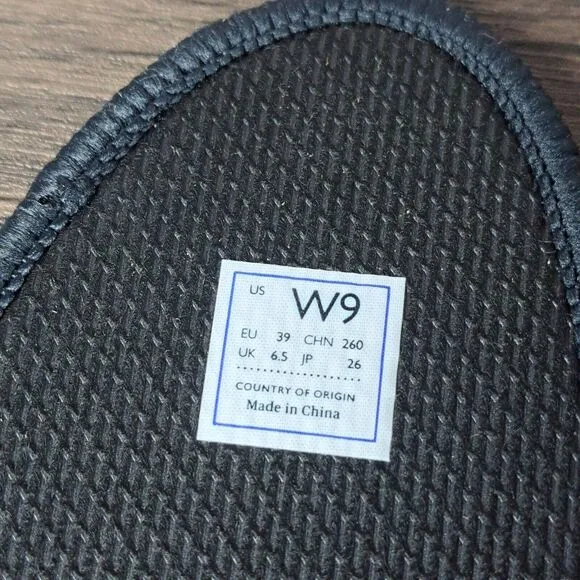 US W9
EU 39 CHN 260
UK 6.5 JP 26
COUNTRY OF ORIGIN
Made in China